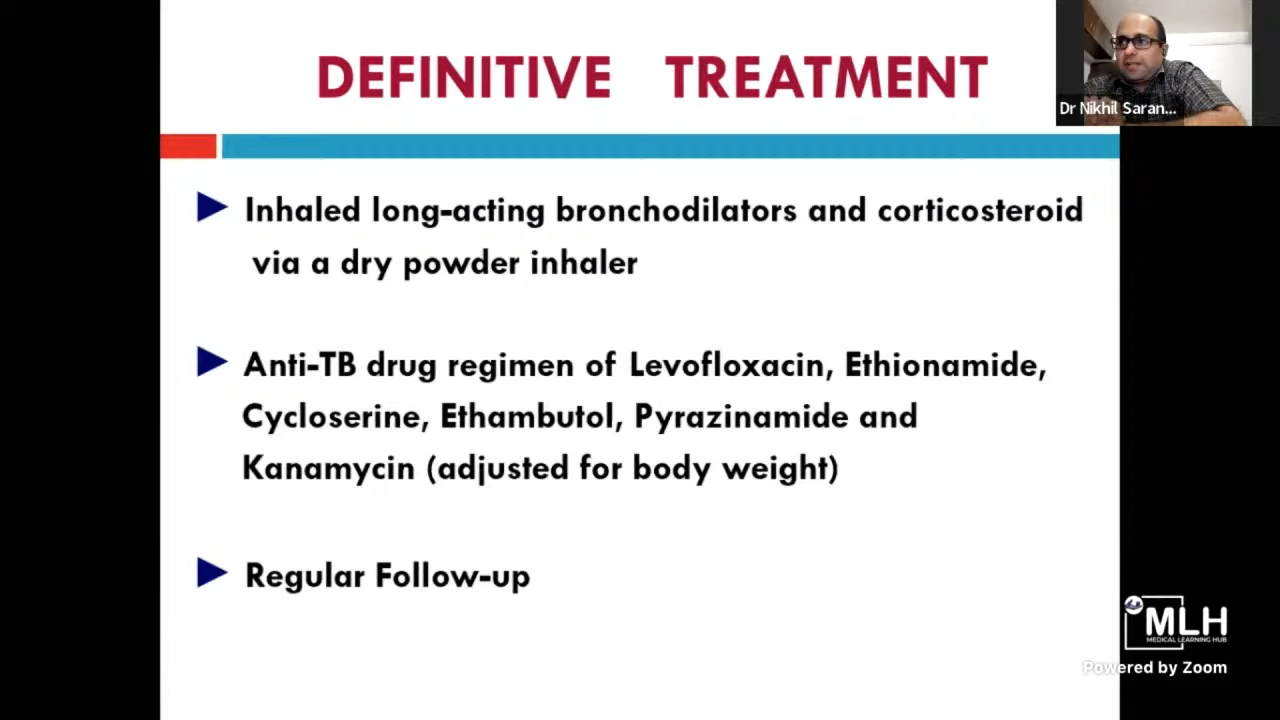 DEFINITIVE TREATMENT
Dr Nikhil Saran...
Inhaled long-acting bronchodilators and corticosteroid
via a dry powder inhaler
Anti-TB drug regimen of Levofloxacin, Ethionamide,
Cycloserine, Ethambutol, Pyrazinamide and
Kanamycin (adjusted for body weight)
Regular Follow-up
MLH
MEDICAL LEARNING HUB
Powered by Zoom